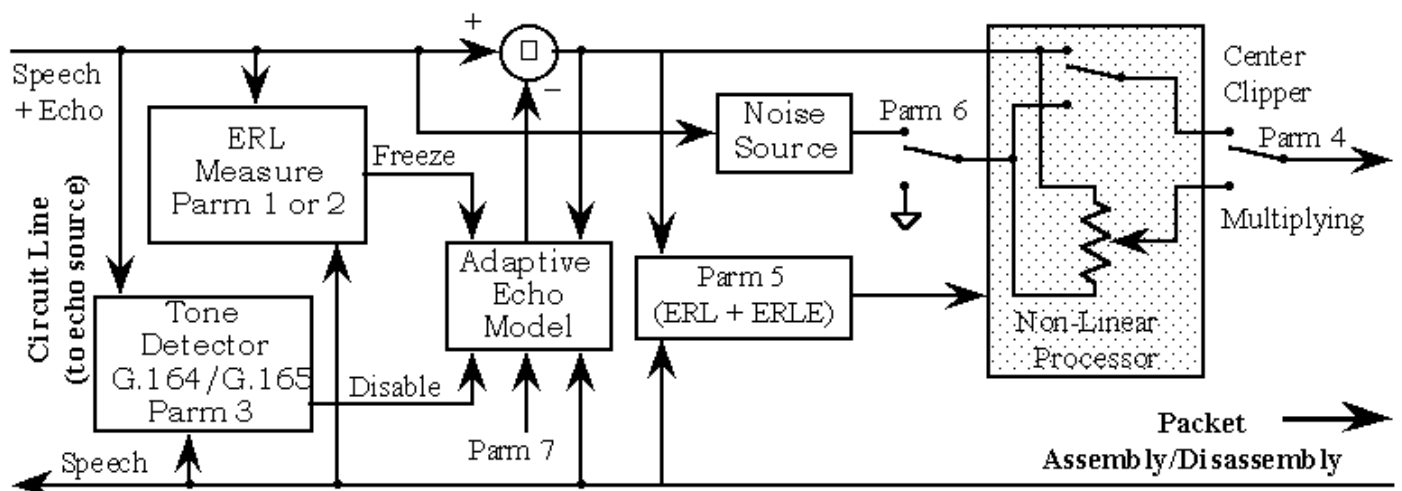 +
Speech
+ Echo
−
ERL
Measure
Parm 1 or 2
Freeze
Noise
Source
Parm 6
Center
Clipper
Parm 4
Multiplying
Circuit Line
(to echo source)
Tone
Detector
G.164/G.165
Parm 3
Disable
Adaptive
Echo
Model
Parm 5
(ERL + ERLE)
Non-Linear
Processor
Parm 7
Speech
Packet
Assembly/Disassembly